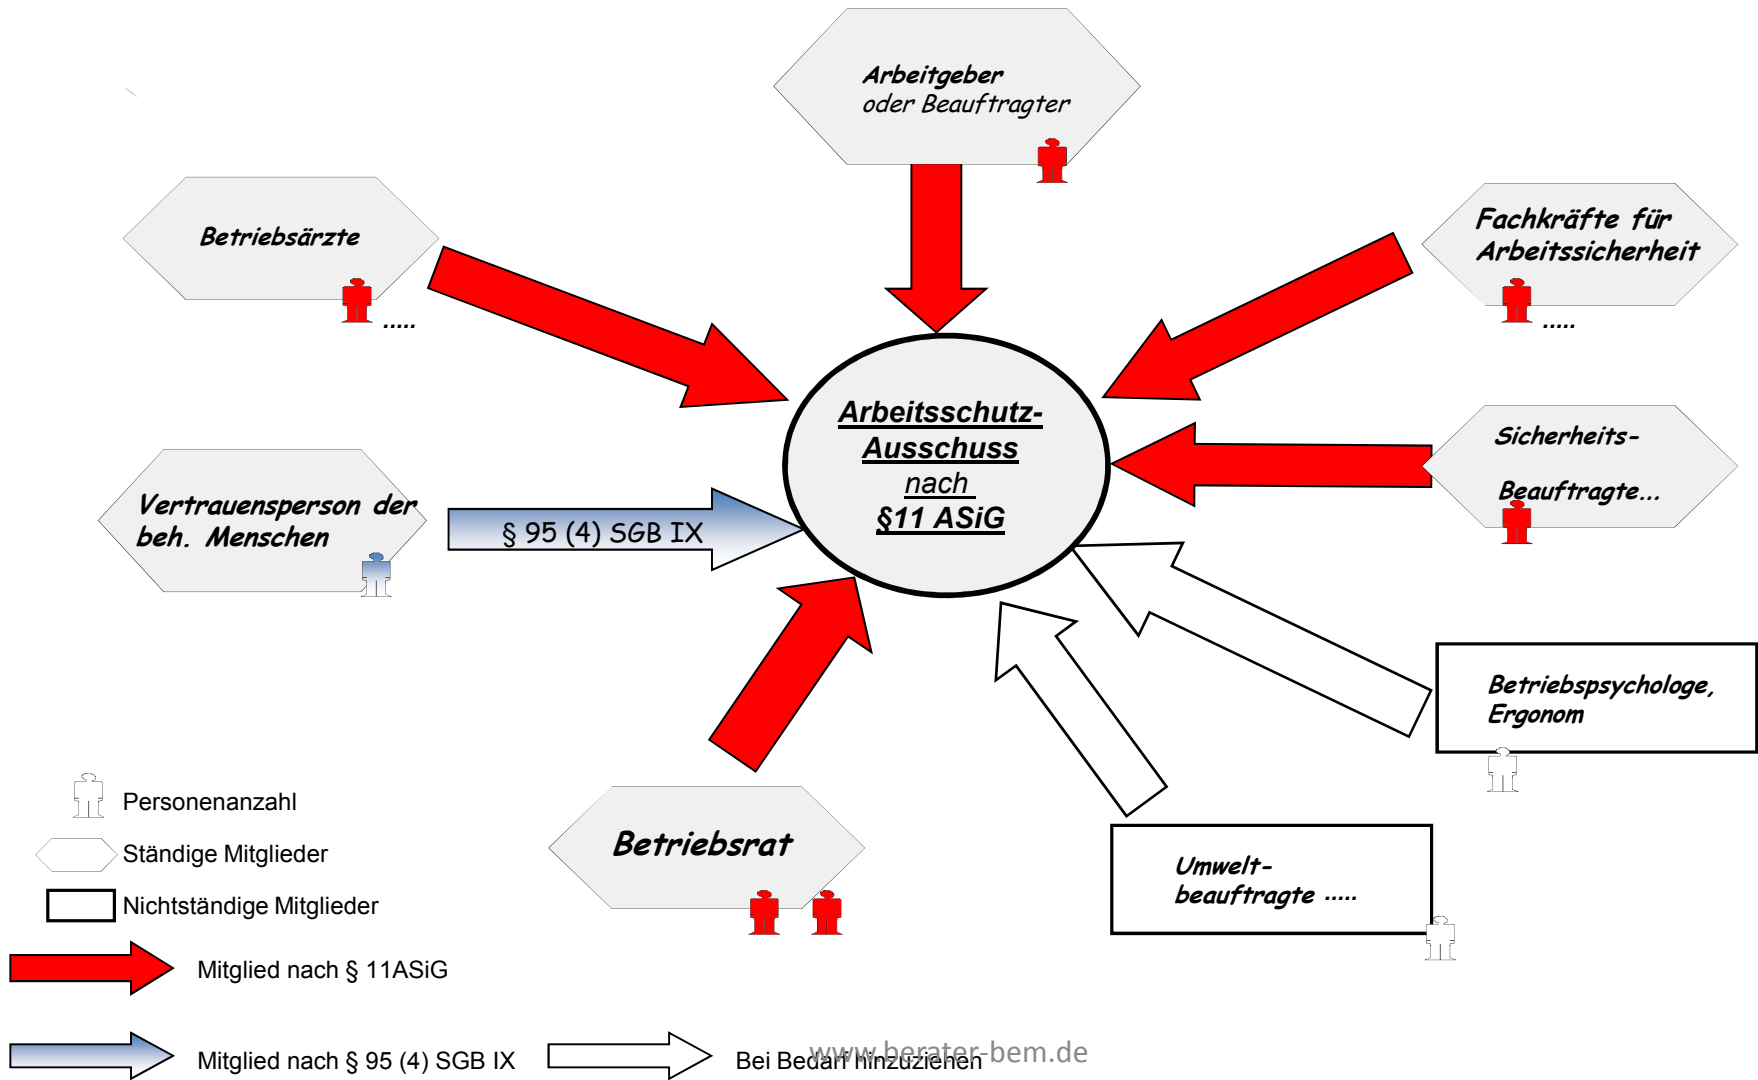 Arbeitgeber
oder Beauftragter
Betriebsärzte
.....
Fachkräfte für
Arbeitssicherheit
.....
Arbeitsschutz-
Ausschuss
nach
§11 ASiG
Sicherheits-
Beauftragte...
Vertrauensperson der
beh. Menschen
§ 95 (4) SGB IX
Betriebspsychologe,
Ergonom
Betriebsrat
Umwelt-
beauftragte .....
Personenanzahl
Ständige Mitglieder
Nichtständige Mitglieder
Mitglied nach § 11ASiG
Mitglied nach § 95 (4) SGB IX
Bei Bedarf hinzuziehen
www.berater-bem.de